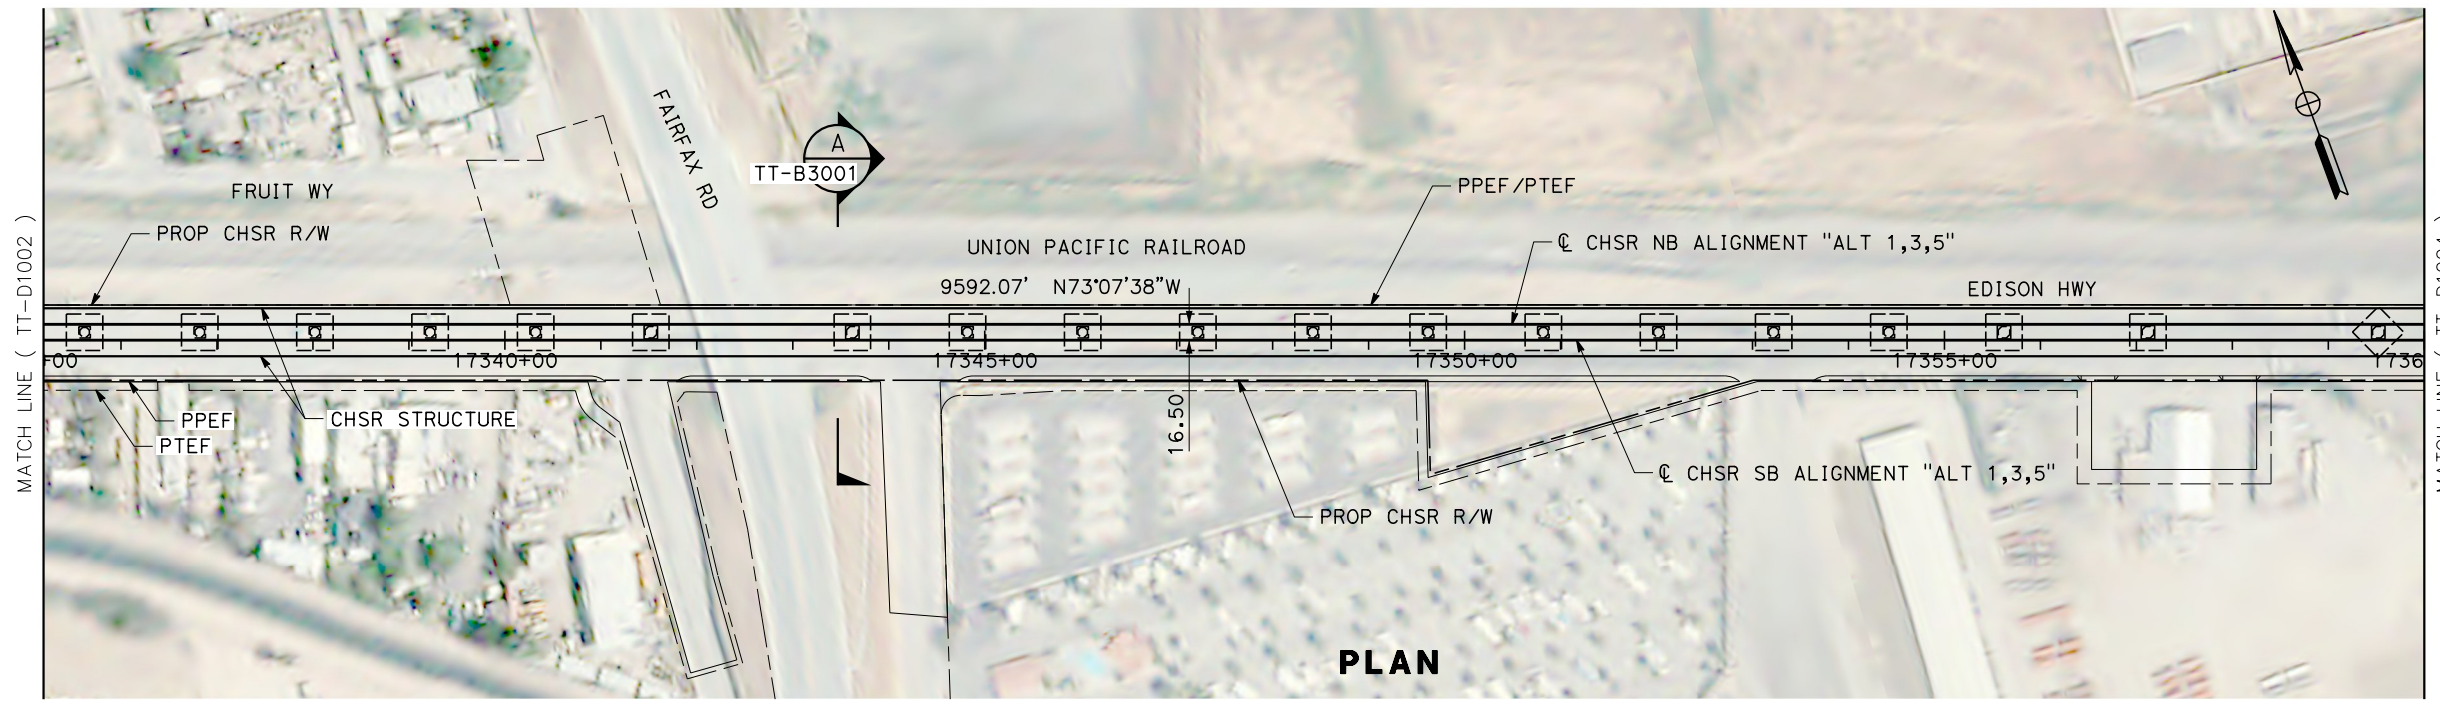 FAIRFAX RD
A
TT-B3001
FRUIT WY
PPEF/PTEF
PROP CHSR R/W
UNION PACIFIC RAILROAD
℄ CHSR NB ALIGNMENT "ALT 1,3,5"
9592.07' N73°07'38"W
EDISON HWY
MATCH LINE ( TT-D1002 )
+00
17340+00
17345+00
17350+00
17355+00
1736
PPEF
CHSR STRUCTURE
PTEF
16.50
℄ CHSR SB ALIGNMENT "ALT 1,3,5"
PROP CHSR R/W
PLAN